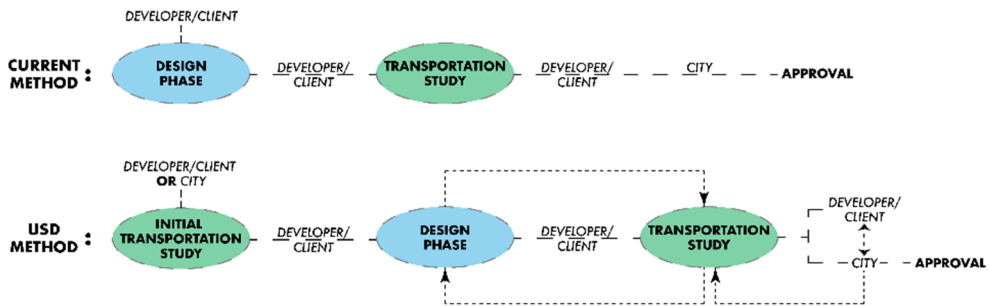 DEVELOPER/CLIENT
CURRENT
METHOD :
DESIGN
PHASE
DEVELOPER/
CLIENT
TRANSPORTATION
STUDY
DEVELOPER/
CLIENT
CITY
APPROVAL
DEVELOPER/CLIENT
OR CITY
USD
METHOD :
INITIAL
TRANSPORTATION
STUDY
DEVELOPER/
CLIENT
DESIGN
PHASE
DEVELOPER/
CLIENT
TRANSPORTATION
STUDY
DEVELOPER/
CLIENT
CITY
APPROVAL